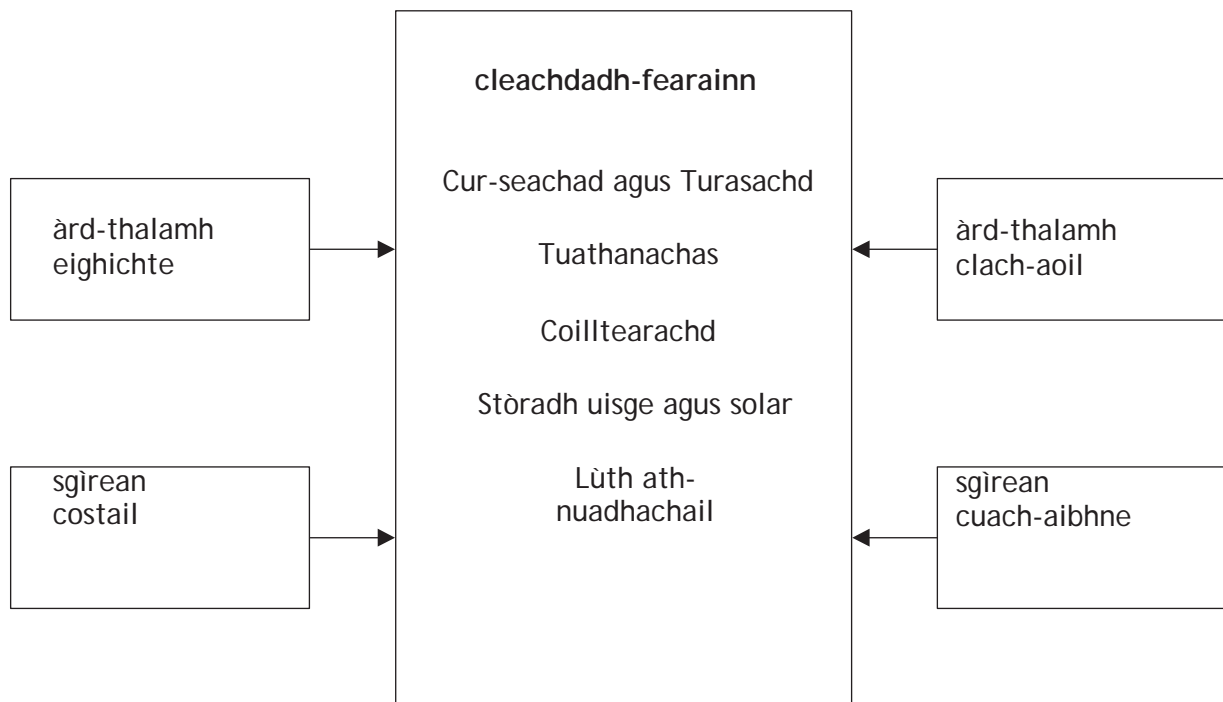 cleachdadh-fearainn
Cur-seachad agus Turasachd
Tuathanachas
Coilltearachd
Stòradh uisge agus solar
Lùth ath-
nuadhachail
àrd-thalamh
eighichte
sgìrean
costail
àrd-thalamh
clach-aoil
sgìrean
cuach-aibhne